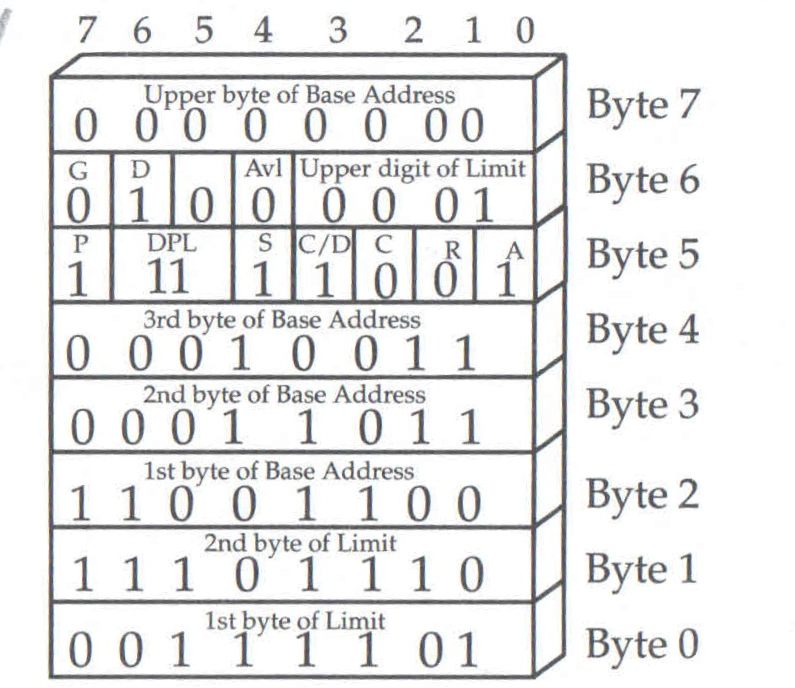 7 6 5 4 3 2 1 0
Upper byte of Base Address
0 0 0 0 0 0 0 0 Byte 7
G D Avl Upper digit of Limit
0 1 0 0 0 0 0 1 Byte 6
P DPL S C/D C R A
1 11 1 1 0 0 1 Byte 5
3rd byte of Base Address
0 0 0 1 0 0 1 1 Byte 4
2nd byte of Base Address
0 0 0 1 1 0 1 1 Byte 3
1st byte of Base Address
1 1 0 0 1 1 0 0 Byte 2
2nd byte of Limit
1 1 1 0 1 1 1 0 Byte 1
1st byte of Limit
0 0 1 1 1 1 0 1 Byte 0